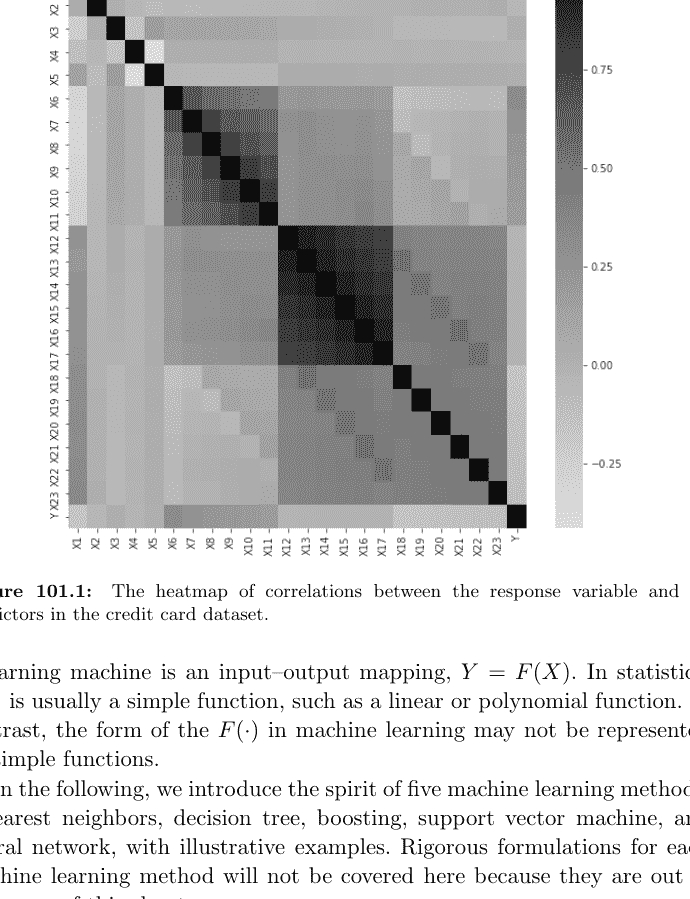 X2
X3
X4
X5
X6
X7
X8
X9
X10
X11
X12
X13
X14
X15
X16
X17
X18
X19
X20
X21
X22
X23
Y
0.75
0.50
0.25
0.00
−0.25
X1 X2 X3 X4 X5 X6 X7 X8 X9 X10 X11 X12 X13 X14 X15 X16 X17 X18 X19 X20 X21 X22 X23 Y
ure 101.1: The heatmap of correlations between the response variable and
ictors in the credit card dataset.
arning machine is an input–output mapping, Y = F(X). In statistic
is usually a simple function, such as a linear or polynomial function.
trast, the form of the F(·) in machine learning may not be represente
simple functions.
n the following, we introduce the spirit of five machine learning method
earest neighbors, decision tree, boosting, support vector machine, an
ral network, with illustrative examples. Rigorous formulations for eac
hine learning method will not be covered here because they are out